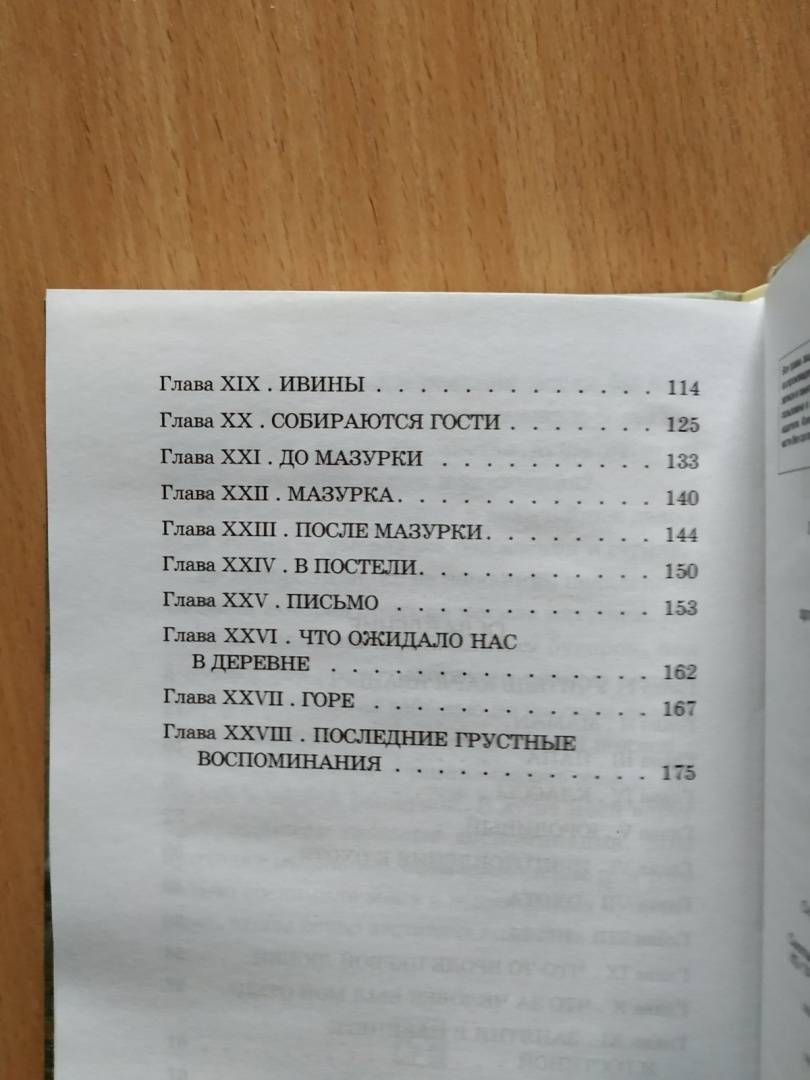 Глава XIX . ИВИНЫ . . . . . . . . . . . . . 114
Глава XX . СОБИРАЮТСЯ ГОСТИ . . . . . . . 125
Глава XXI . ДО МАЗУРКИ . . . . . . . . . . 133
Глава XXII . МАЗУРКА. . . . . . . . . . . . 140
Глава XXIII . ПОСЛЕ МАЗУРКИ. . . . . . . . 144
Глава XXIV . В ПОСТЕЛИ. . . . . . . . . . . 150
Глава XXV . ПИСЬМО . . . . . . . . . . . . 153
Глава XXVI . ЧТО ОЖИДАЛО НАС
В ДЕРЕВНЕ . . . . . . . . . . . . . . . 162
Глава XXVII . ГОРЕ . . . . . . . . . . . . . 167
Глава XXVIII . ПОСЛЕДНИЕ ГРУСТНЫЕ
ВОСПОМИНАНИЯ . . . . . . . . . . . . 175